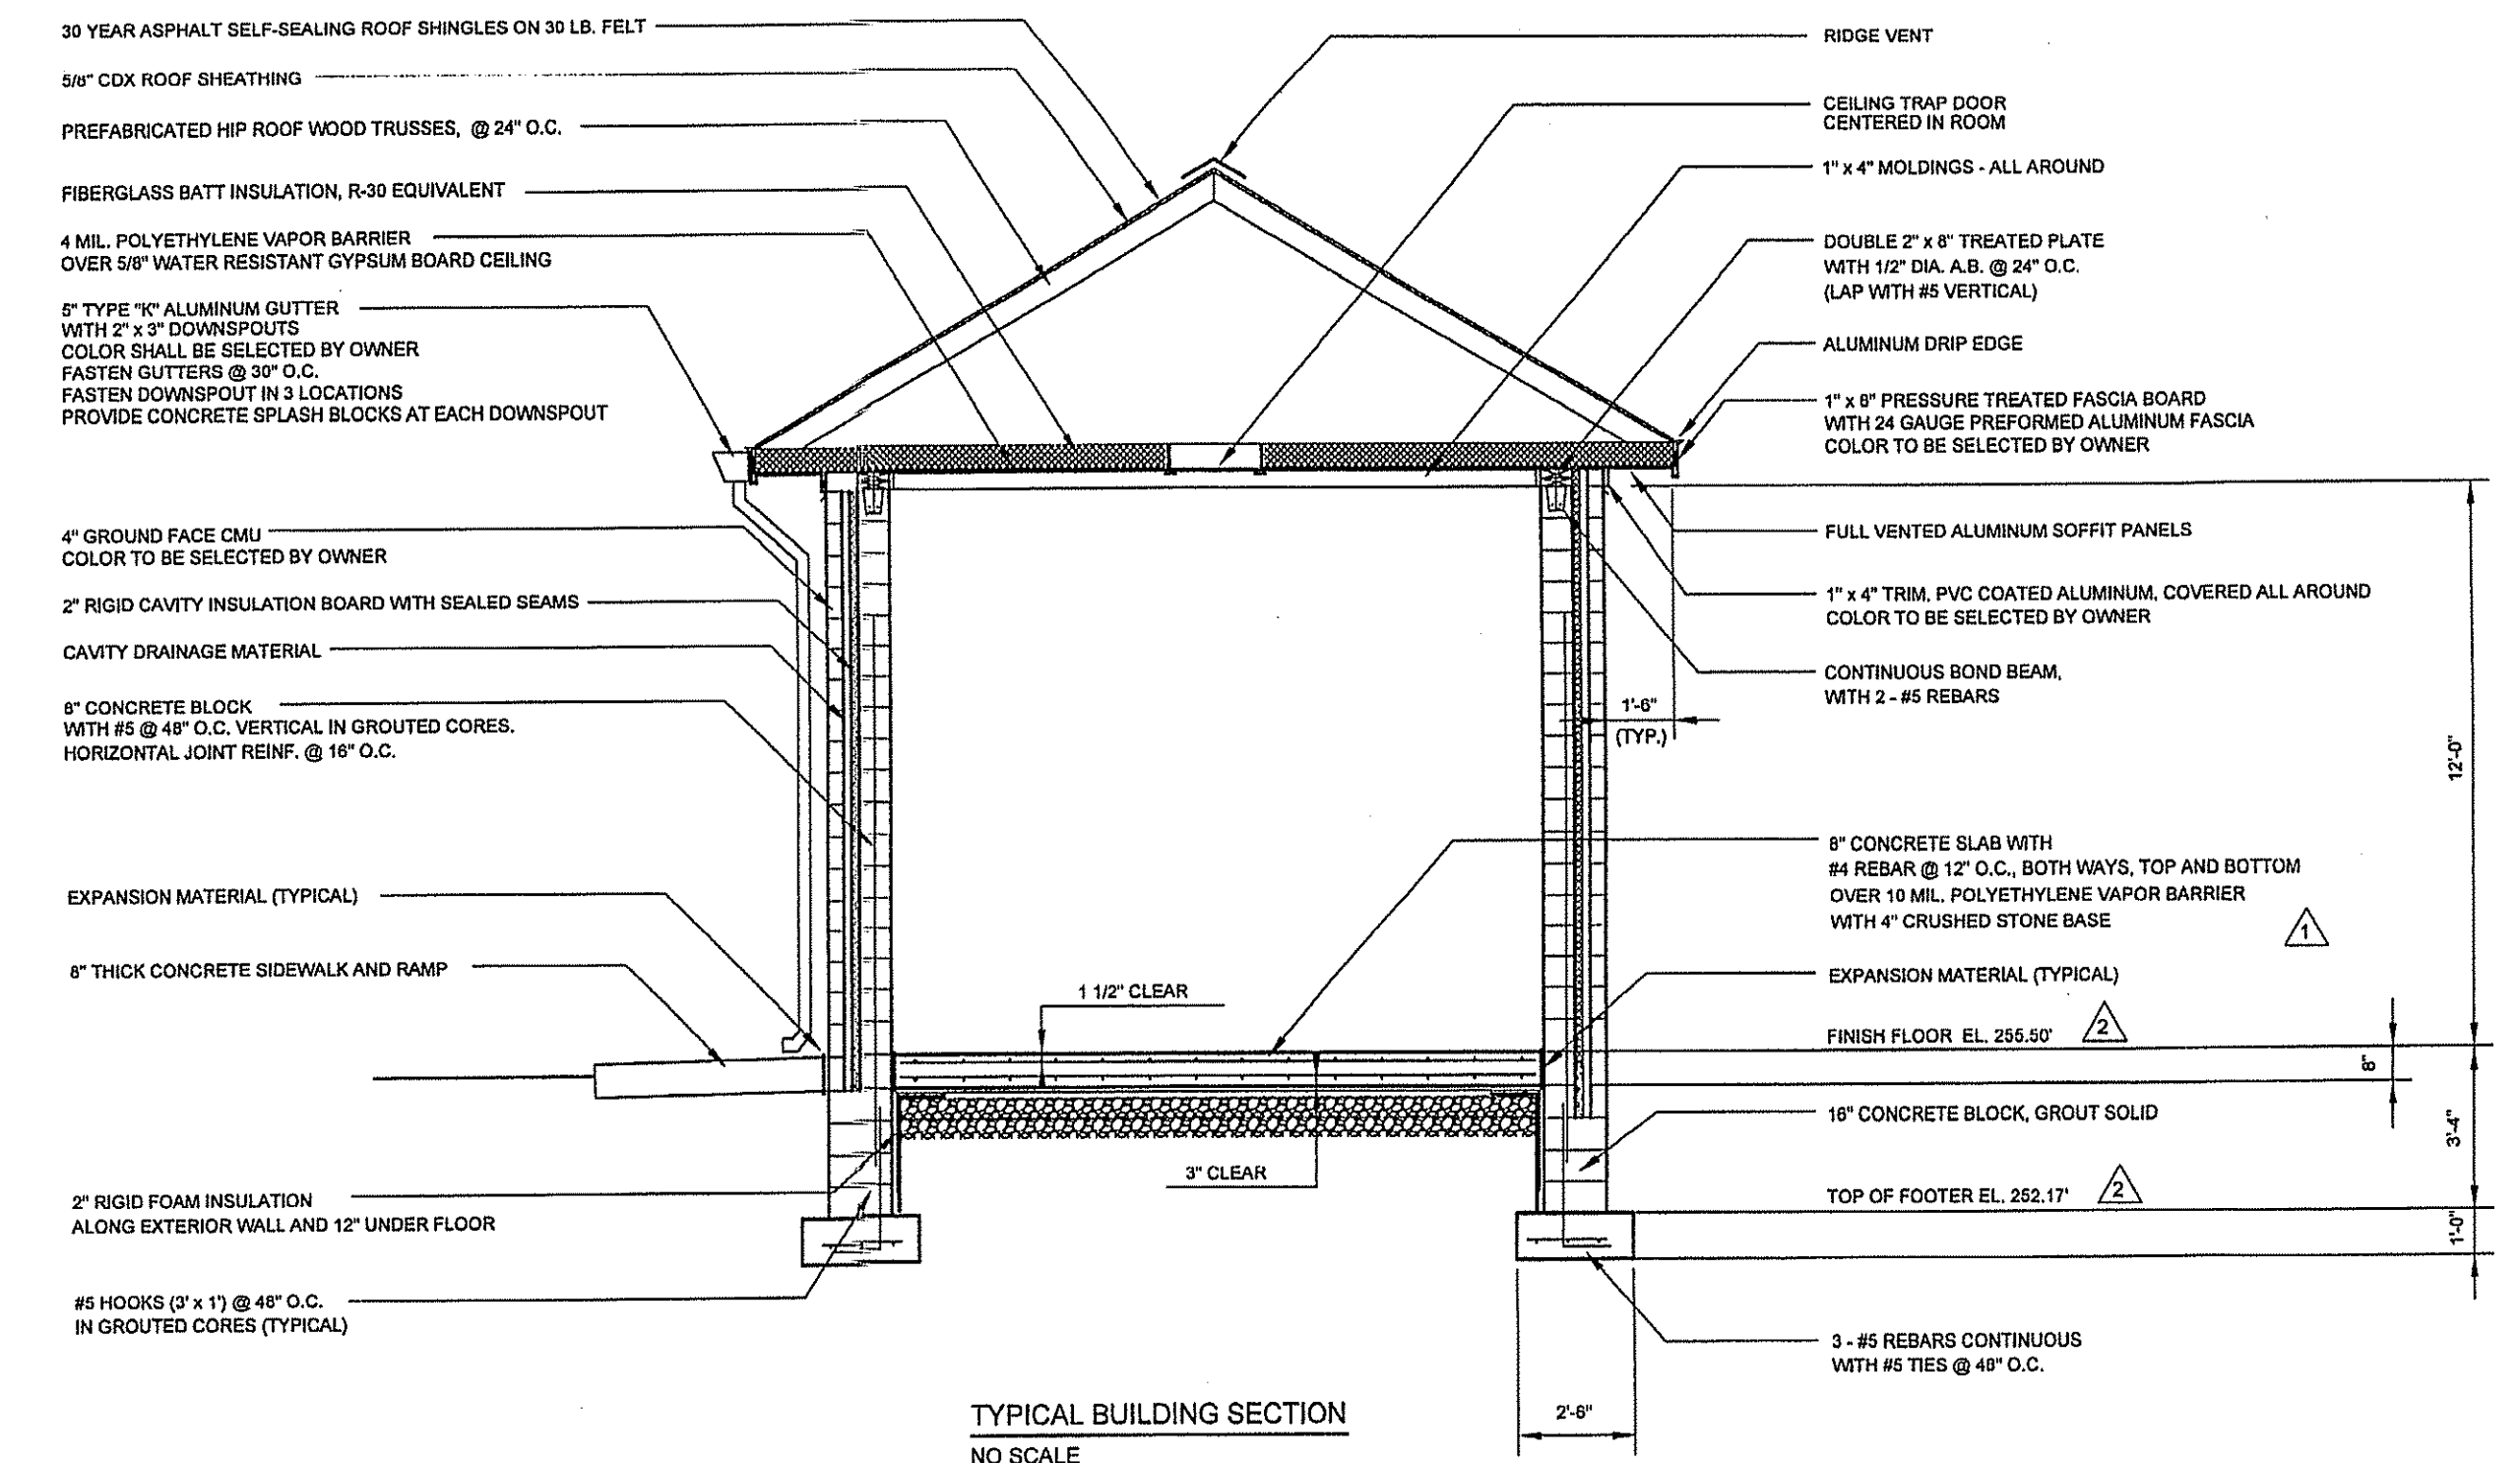 30 YEAR ASPHALT SELF-SEALING ROOF SHINGLES ON 30 LB. FELT
5/8" CDX ROOF SHEATHING
PREFABRICATED HIP ROOF WOOD TRUSSES, @ 24" O.C.
FIBERGLASS BATT INSULATION, R-30 EQUIVALENT
4 MIL. POLYETHYLENE VAPOR BARRIER
OVER 5/8" WATER RESISTANT GYPSUM BOARD CEILING
5" TYPE "K" ALUMINUM GUTTER
WITH 2" x 3" DOWNSPOUTS
COLOR SHALL BE SELECTED BY OWNER
FASTEN GUTTERS @ 30" O.C.
FASTEN DOWNSPOUT IN 3 LOCATIONS
PROVIDE CONCRETE SPLASH BLOCKS AT EACH DOWNSPOUT
4" GROUND FACE CMU
COLOR TO BE SELECTED BY OWNER
2" RIGID CAVITY INSULATION BOARD WITH SEALED SEAMS
CAVITY DRAINAGE MATERIAL
8" CONCRETE BLOCK
WITH #5 @ 48" O.C. VERTICAL IN GROUTED CORES.
HORIZONTAL JOINT REINF. @ 16" O.C.
EXPANSION MATERIAL (TYPICAL)
8" THICK CONCRETE SIDEWALK AND RAMP
2" RIGID FOAM INSULATION
ALONG EXTERIOR WALL AND 12" UNDER FLOOR
#5 HOOKS (3' x 1') @ 48" O.C.
IN GROUTED CORES (TYPICAL)
1 1/2" CLEAR
3" CLEAR
RIDGE VENT
CEILING TRAP DOOR
CENTERED IN ROOM
1" x 4" MOLDINGS - ALL AROUND
DOUBLE 2" x 8" TREATED PLATE
WITH 1/2" DIA. A.B. @ 24" O.C.
(LAP WITH #5 VERTICAL)
ALUMINUM DRIP EDGE
1" x 8" PRESSURE TREATED FASCIA BOARD
WITH 24 GAUGE PREFORMED ALUMINUM FASCIA
COLOR TO BE SELECTED BY OWNER
FULL VENTED ALUMINUM SOFFIT PANELS
1" x 4" TRIM, PVC COATED ALUMINUM, COVERED ALL AROUND
COLOR TO BE SELECTED BY OWNER
CONTINUOUS BOND BEAM,
WITH 2 - #5 REBARS
1'-6"
(TYP.)
12'-0"
8" CONCRETE SLAB WITH
#4 REBAR @ 12" O.C., BOTH WAYS, TOP AND BOTTOM
OVER 10 MIL. POLYETHYLENE VAPOR BARRIER
WITH 4" CRUSHED STONE BASE
1
EXPANSION MATERIAL (TYPICAL)
FINISH FLOOR EL. 255.50'
2
8"
16" CONCRETE BLOCK, GROUT SOLID
3'-4"
TOP OF FOOTER EL. 252.17'
2
1'-0"
3 - #5 REBARS CONTINUOUS
WITH #5 TIES @ 48" O.C.
2'-6"
TYPICAL BUILDING SECTION
NO SCALE